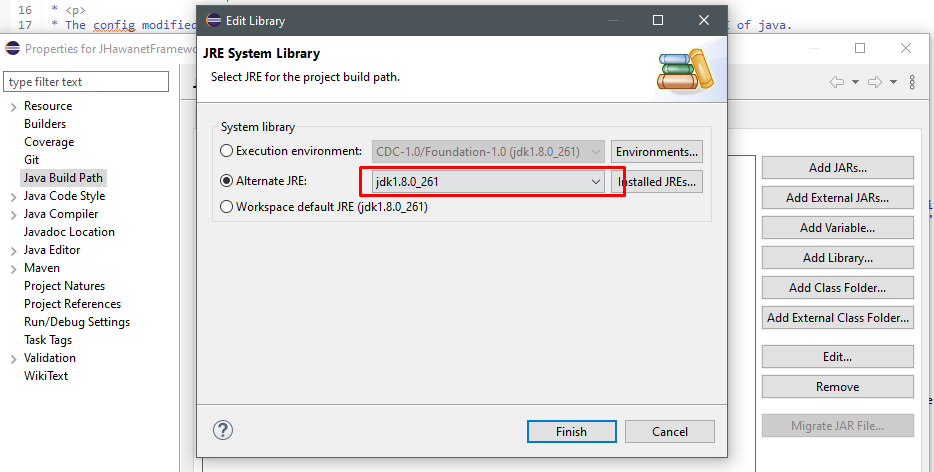 16 * <p>
17 * The config modified
of java.
Properties for JHawanetFramew
type filter text
Resource
Builders
Coverage
Git
Java Build Path
Java Code Style
Java Compiler
Javadoc Location
Java Editor
Maven
Project Natures
Project References
Run/Debug Settings
Task Tags
Validation
WikiText
Edit Library
JRE System Library
Select JRE for the project build path.
System library
Execution environment:
CDC-1.0/Foundation-1.0 (jdk1.8.0_261)
Environments...
Alternate JRE:
jdk1.8.0_261
Installed JREs...
Workspace default JRE (jdk1.8.0_261)
Finish
Cancel
Add JARs...
Add External JARs...
Add Variable...
Add Library...
Add Class Folder...
Add External Class Folder...
Edit...
Remove
Migrate JAR File...